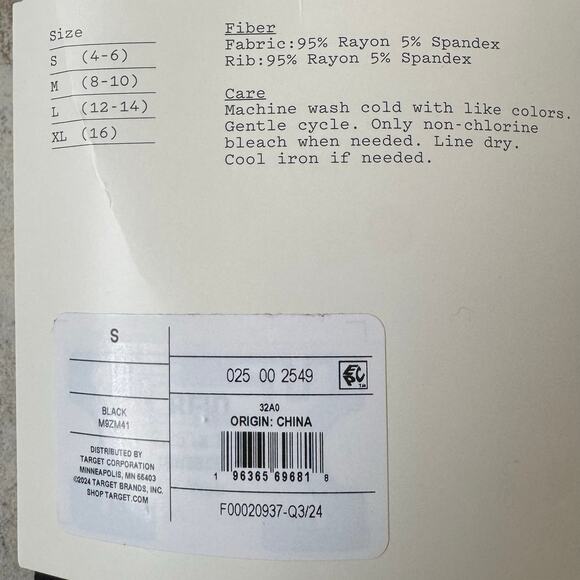 Size
S (4-6)
M (8-10)
L (12-14)
XL (16)
Fiber
Fabric:95% Rayon 5% Spandex
Rib:95% Rayon 5% Spandex
Care
Machine wash cold with like colors.
Gentle cycle. Only non-chlorine
bleach when needed. Line dry.
Cool iron if needed.
S
BLACK
M9ZM41
DISTRIBUTED BY
TARGET CORPORATION
MINNEAPOLIS, MN 55403
©2024 TARGET BRANDS, INC.
SHOP TARGET.COM
025 00 2549
32A0
ORIGIN: CHINA
1 96365 69681 8
F00020937-Q3/24